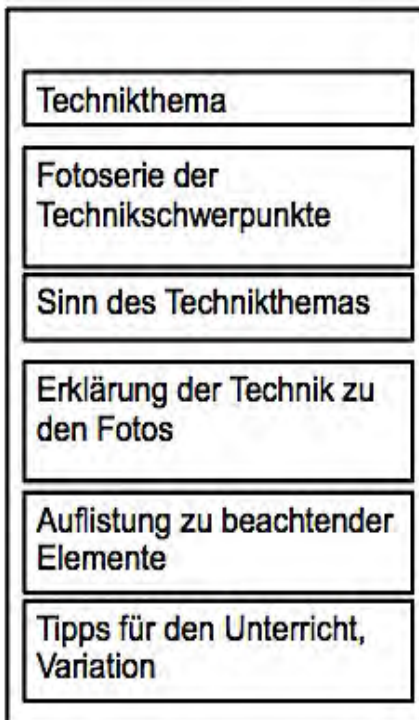 Technikthema
Fotoserie der
Technikschwerpunkte
Sinn des Technikthemas
Erklärung der Technik zu
den Fotos
Auflistung zu beachtender
Elemente
Tipps für den Unterricht,
Variation